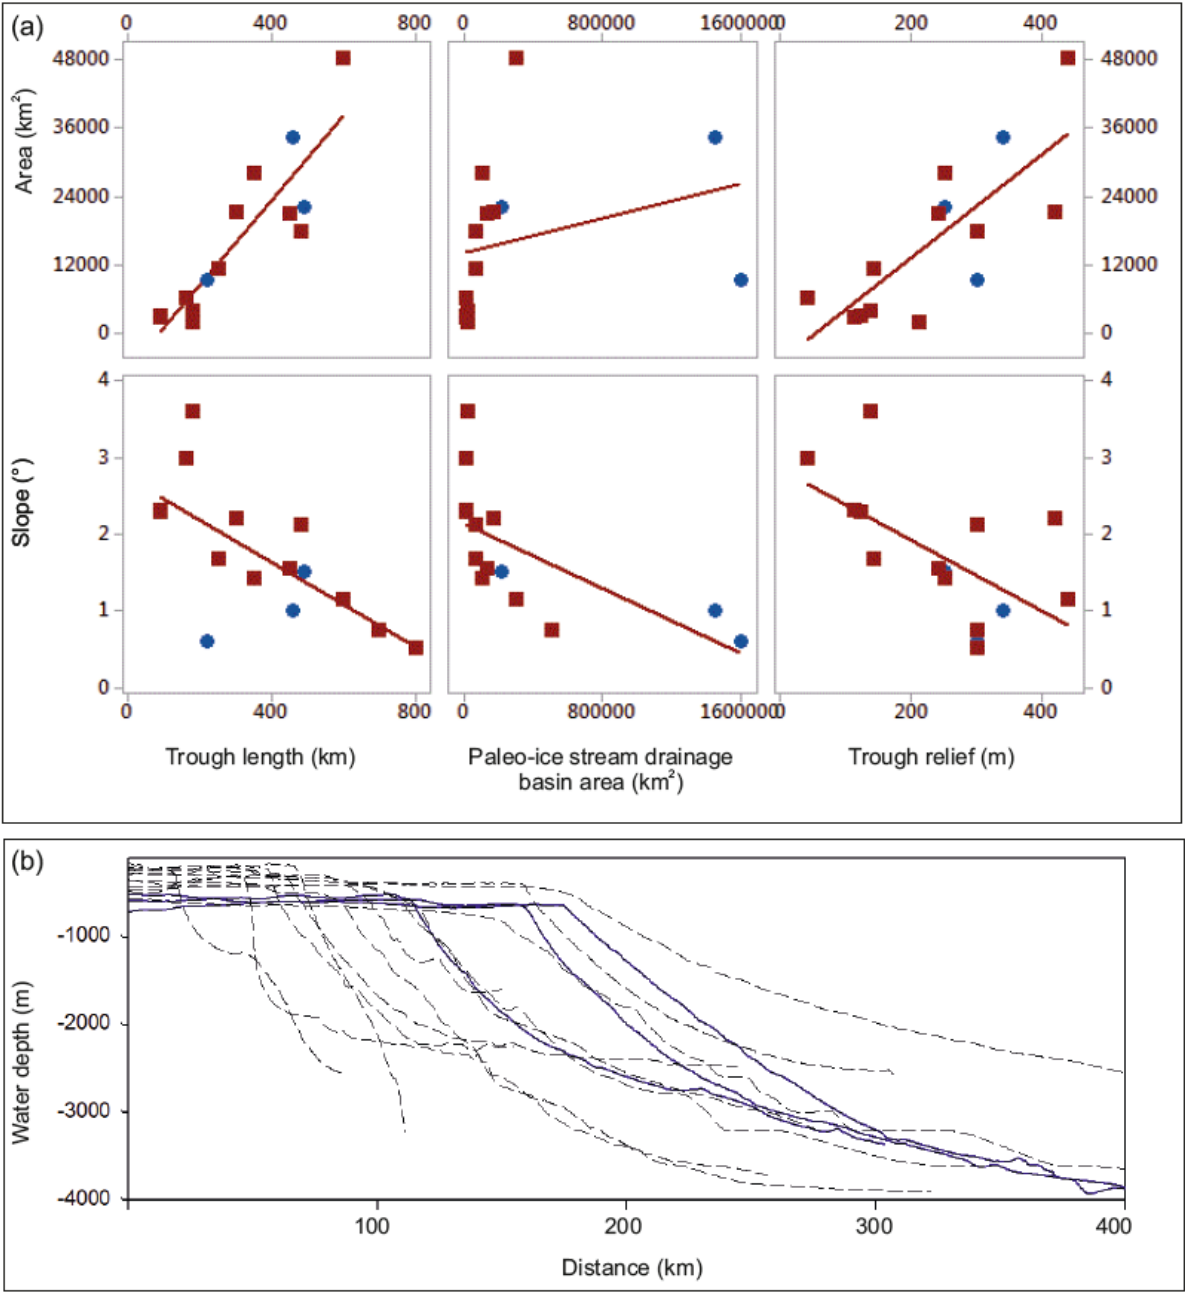 (a)
0 400 800 0 800000 1600000 0 200 400
48000 48000
36000 36000
24000 24000
12000 12000
0 0
Area (km²)
4 4
3 3
2 2
1 1
0 0
Slope (°)
0 400 800 0 800000 1600000 0 200 400
Trough length (km) Paleo-ice stream drainage Trough relief (m)
basin area (km²)
(b)
-1000
-2000
-3000
-4000
Water depth (m)
100 200 300 400
Distance (km)